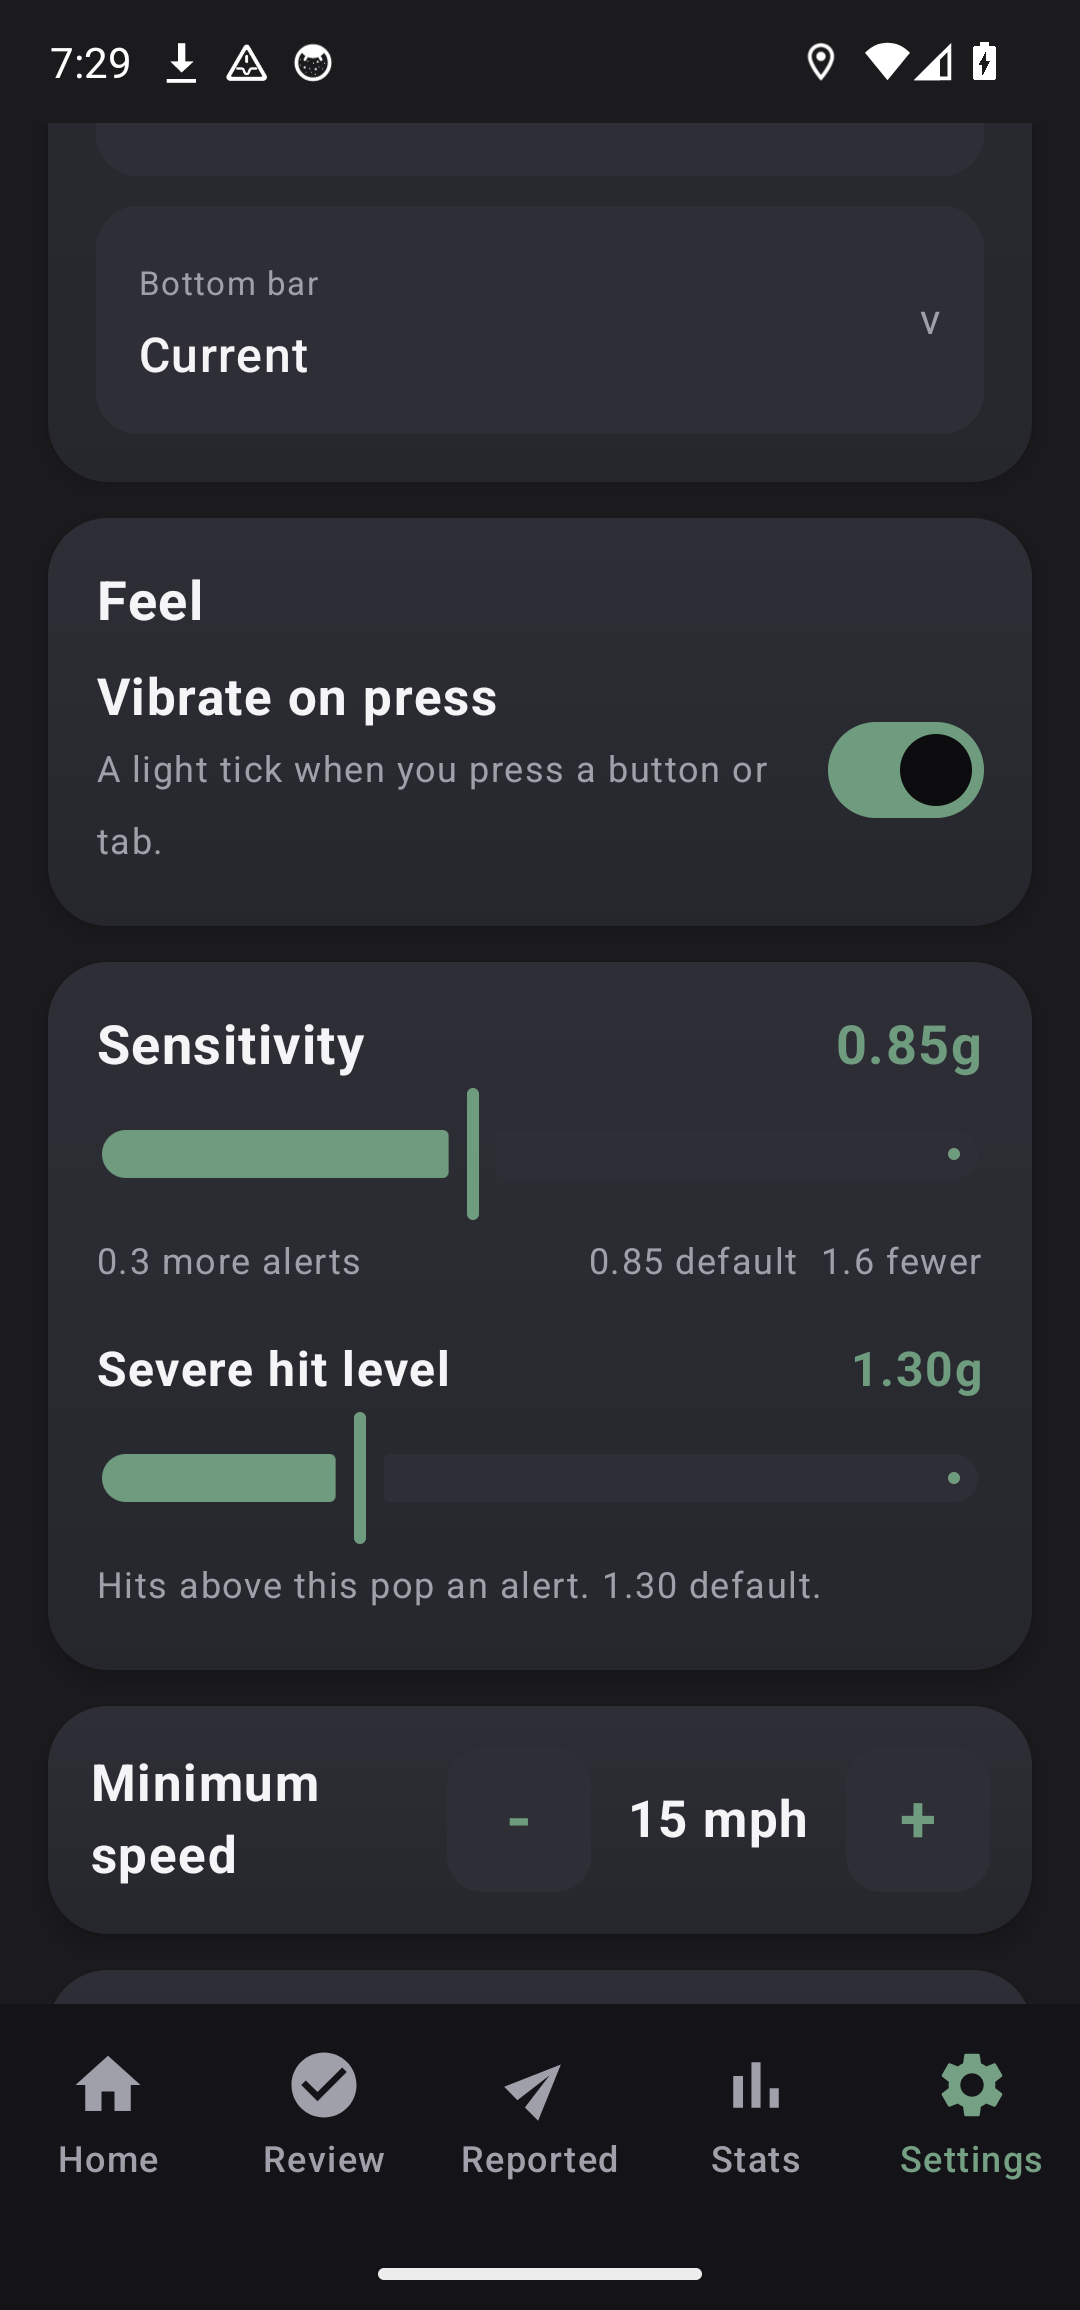 7:29
Bottom bar
Current
v
Feel
Vibrate on press
A light tick when you press a button or
tab.
Sensitivity 0.85g
0.3 more alerts 0.85 default 1.6 fewer
Severe hit level 1.30g
Hits above this pop an alert. 1.30 default.
Minimum
speed
- 15 mph +
Home Review Reported Stats Settings